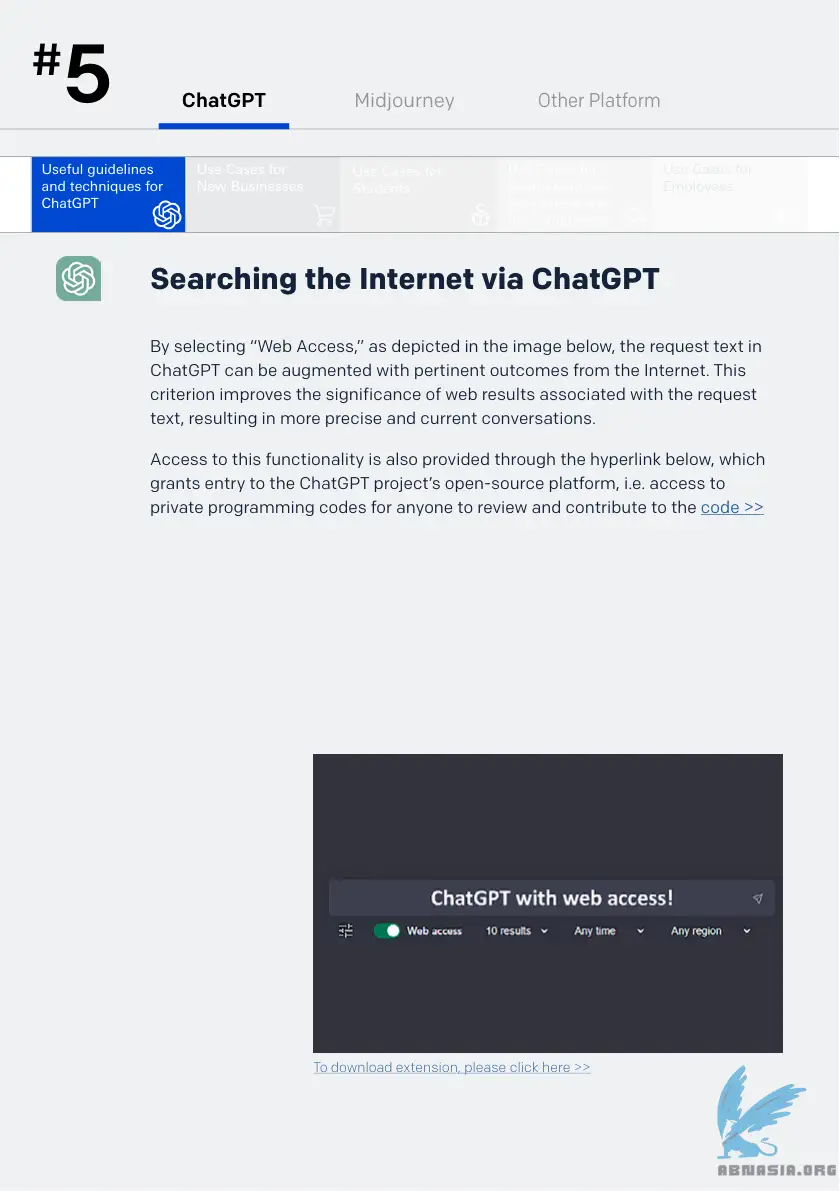 #5
ChatGPT
Midjourney
Other Platform
Useful guidelines
and techniques for
ChatGPT
Use Cases for
New Businesses
Use Cases for
Students
Use Cases for
Use Cases for
Employees
Searching the Internet via ChatGPT
By selecting “Web Access,” as depicted in the image below, the request text in
ChatGPT can be augmented with pertinent outcomes from the Internet. This
criterion improves the significance of web results associated with the request
text, resulting in more precise and current conversations.
Access to this functionality is also provided through the hyperlink below, which
grants entry to the ChatGPT project’s open-source platform, i.e. access to
private programming codes for anyone to review and contribute to the code >>
ChatGPT with web access!
Web access 10 results Any time Any region
To download extension, please click here >>
ABNASIA.ORG